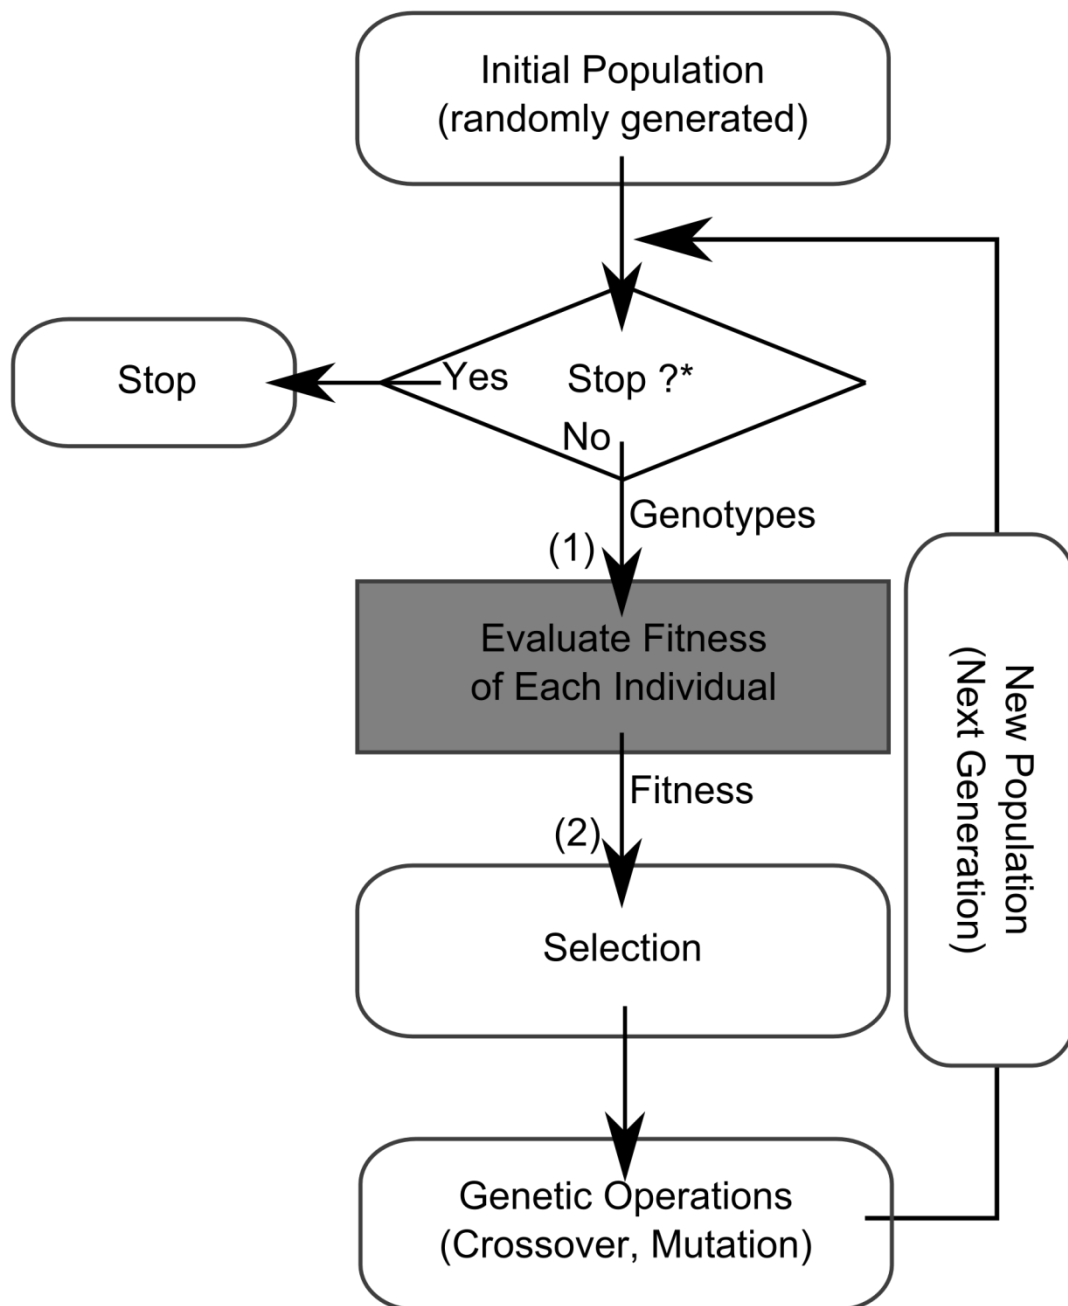 Initial Population
(randomly generated)
Stop
Yes
Stop ?*
No
Genotypes
(1)
Evaluate Fitness
of Each Individual
Fitness
(2)
Selection
New Population
(Next Generation)
Genetic Operations
(Crossover, Mutation)